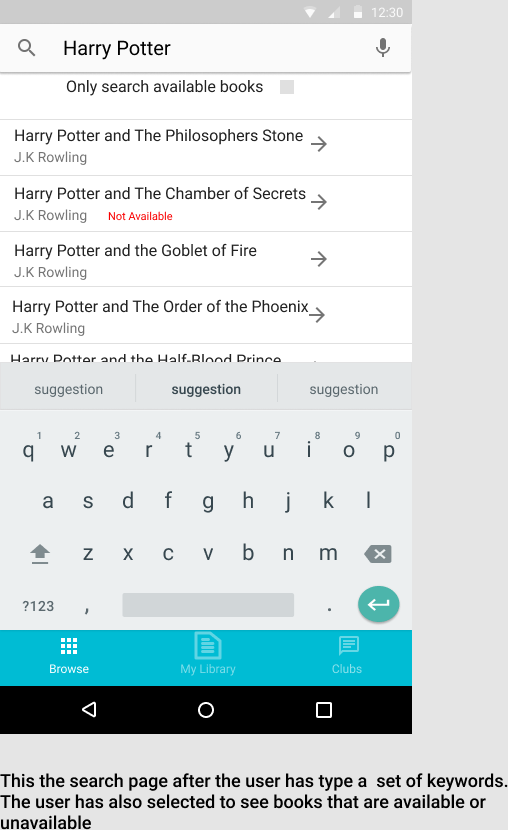 12:30
Harry Potter
Only search available books
Harry Potter and The Philosophers Stone
J.K Rowling
Harry Potter and The Chamber of Secrets
J.K Rowling Not Available
Harry Potter and the Goblet of Fire
J.K Rowling
Harry Potter and The Order of the Phoenix
J.K Rowling
Harry Potter and the Half-Blood Prince
suggestion suggestion suggestion
1 2 3 4 5 6 7 8 9 0
q w e r t y u i o p
a s d f g h j k l
z x c v b n m
?123 , .
Browse My Library Clubs
This the search page after the user has type a  set of keywords.
The user has also selected to see books that are available or
unavailable